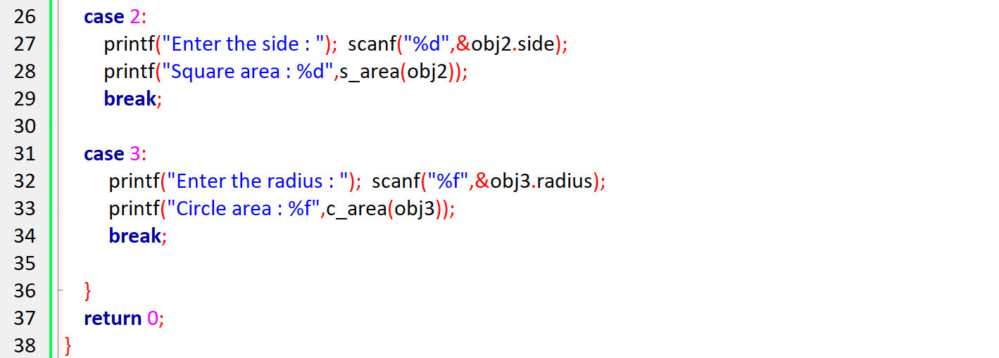 26 case 2:
27 printf("Enter the side : ");  scanf("%d",&obj2.side);
28 printf("Square area : %d",s_area(obj2));
29 break;
30
31 case 3:
32 printf("Enter the radius : ");  scanf("%f",&obj3.radius);
33 printf("Circle area : %f",c_area(obj3));
34 break;
35
36 }
37 return 0;
38 }